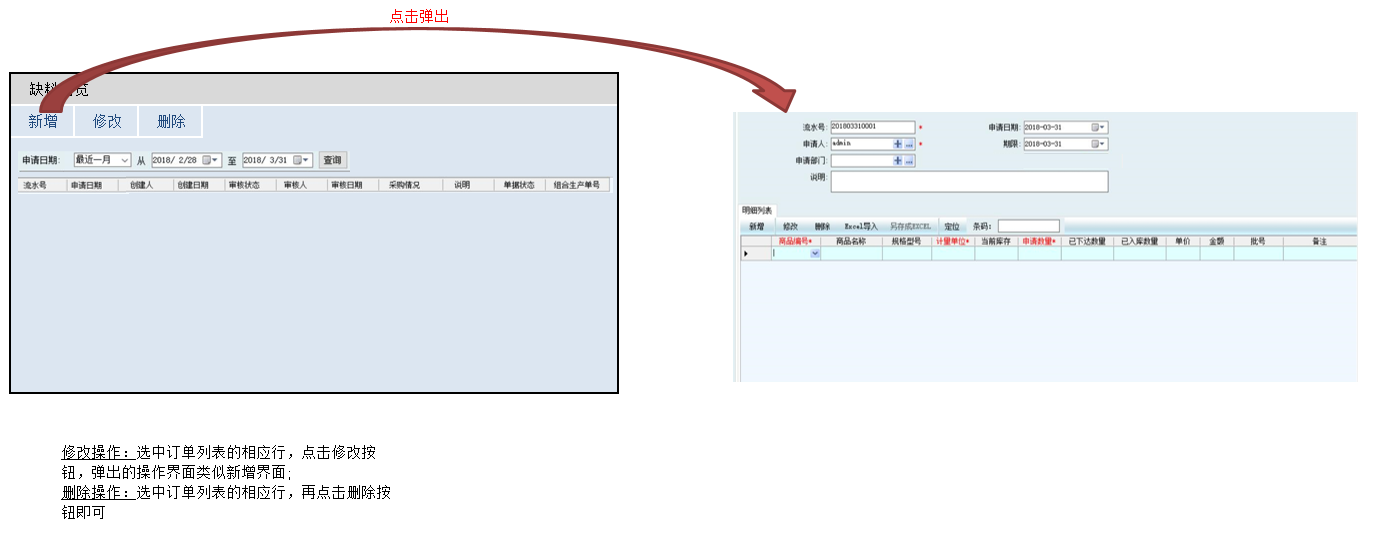 点击弹出
缺料 览
新增 修改 删除
申请日期: 最近一月 从 2018/ 2/28 至 2018/ 3/31 查询
流水号 申请日期 创建人 创建日期 审核状态 审核人 审核日期 采购情况 说明 单据状态 组合生产单号
流水号: 201803310001 * 申请日期: 2018-03-31
申请人: admin * 期限: 2018-03-31
申请部门:
说明:
明细列表
新增 修改 删除 Excel导入 另存成EXCEL 定位 条码:
商品编号* 商品名称 规格型号 计量单位* 当前库存 申请数量* 已下达数量 已入库数量 单价 金额 批号 备注
修改操作：选中订单列表的相应行，点击修改按
钮，弹出的操作界面类似新增界面;
删除操作：选中订单列表的相应行，再点击删除按
钮即可